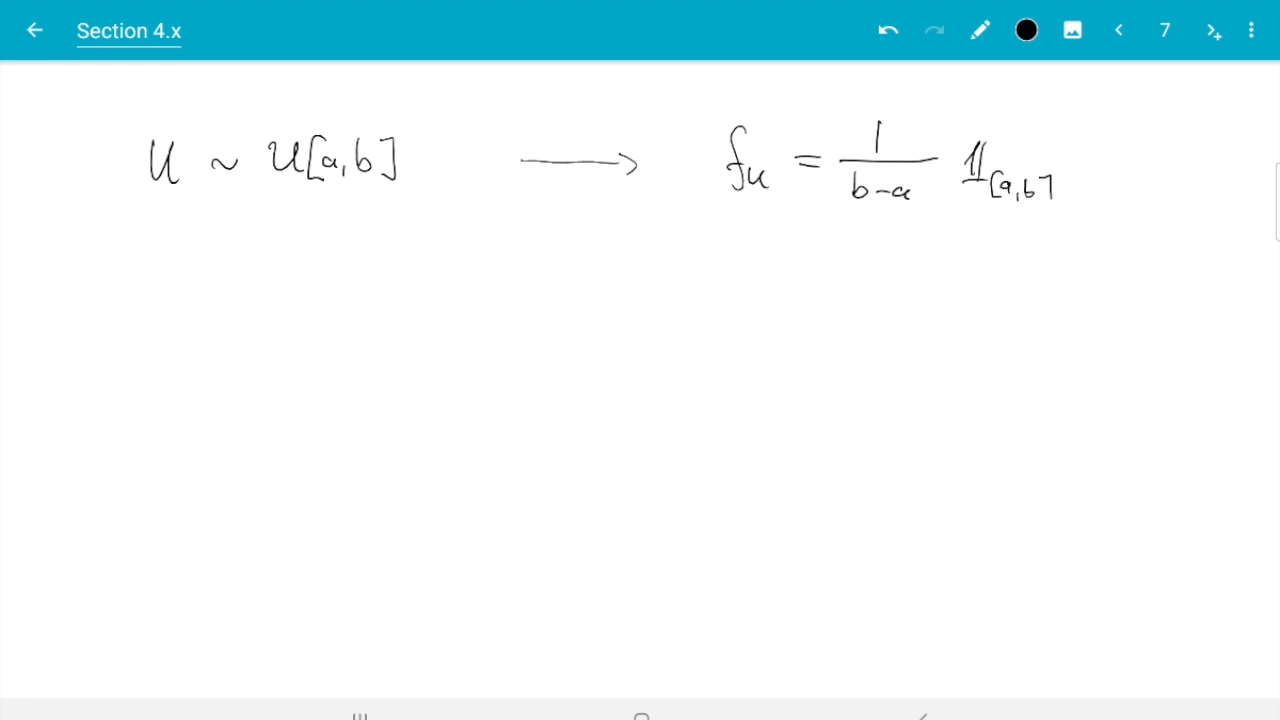 Section 4.x
7
U ~ U[a,b] → f_U = 1/(b-a) 𝟙_[a,b]